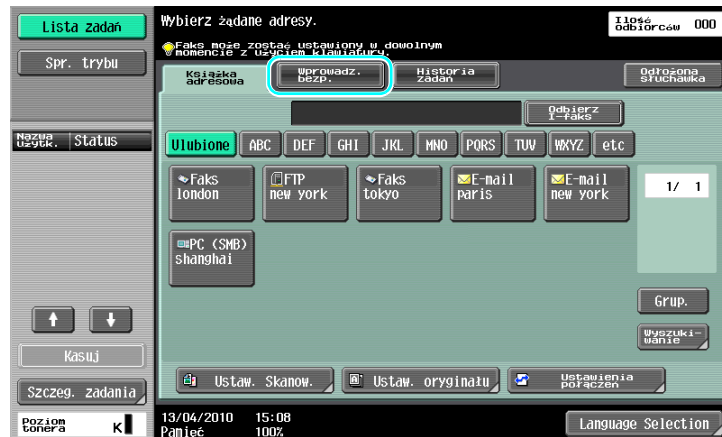 Lista zadań
Spr. trybu
Nazwa użytk.
Status
Kasuj
Szczeg. zadania
Poziom tonera
K
Wybierz żądane adresy.
Ilość odbiorców
000
Faks może zostać ustawiony w dowolnym
momencie z użyciem klawiatury.
Książka adresowa
Wprowadz. bezp.
Historia zadań
Odłożona słuchawka
Odbierz I-faks
Ulubione
ABC
DEF
GHI
JKL
MNO
PQRS
TUV
WXYZ
etc
Faks
london
FTP
new york
Faks
tokyo
E-mail
paris
E-mail
new york
1/ 1
PC (SMB)
shanghai
Grup.
Wyszuki-
wanie
Ustaw. Skanow.
Ustaw. oryginału
Ustawienia połączeń
13/04/2010 15:08
Pamięć 100%
Language Selection